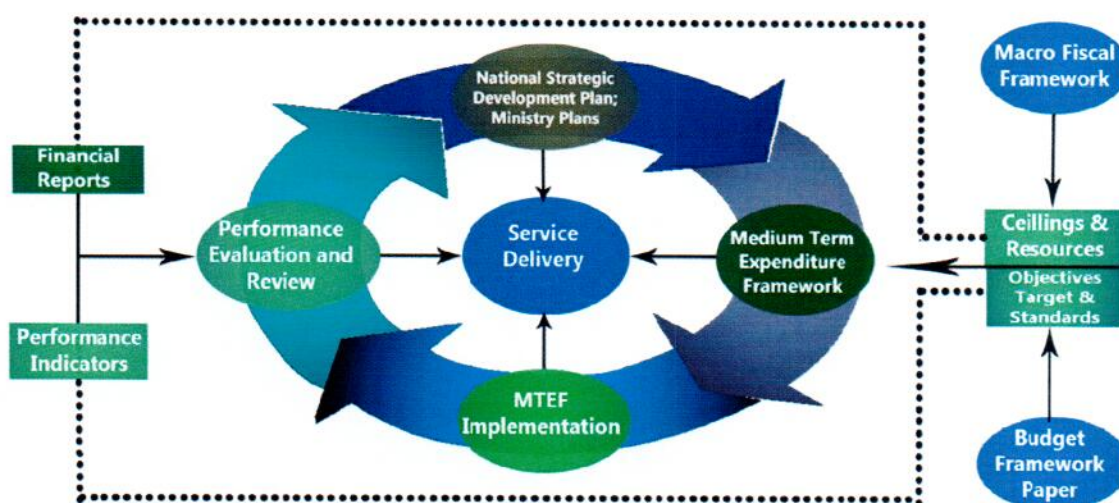 National Strategic
Development Plan;
Ministry Plans
Macro Fiscal
Framework
Financial
Reports
Performance
Evaluation and
Review
Service
Delivery
Medium Term
Expenditure
Framework
Ceillings &
Resources
Objectives
Target &
Standards
Performance
Indicators
MTEF
Implementation
Budget
Framework
Paper